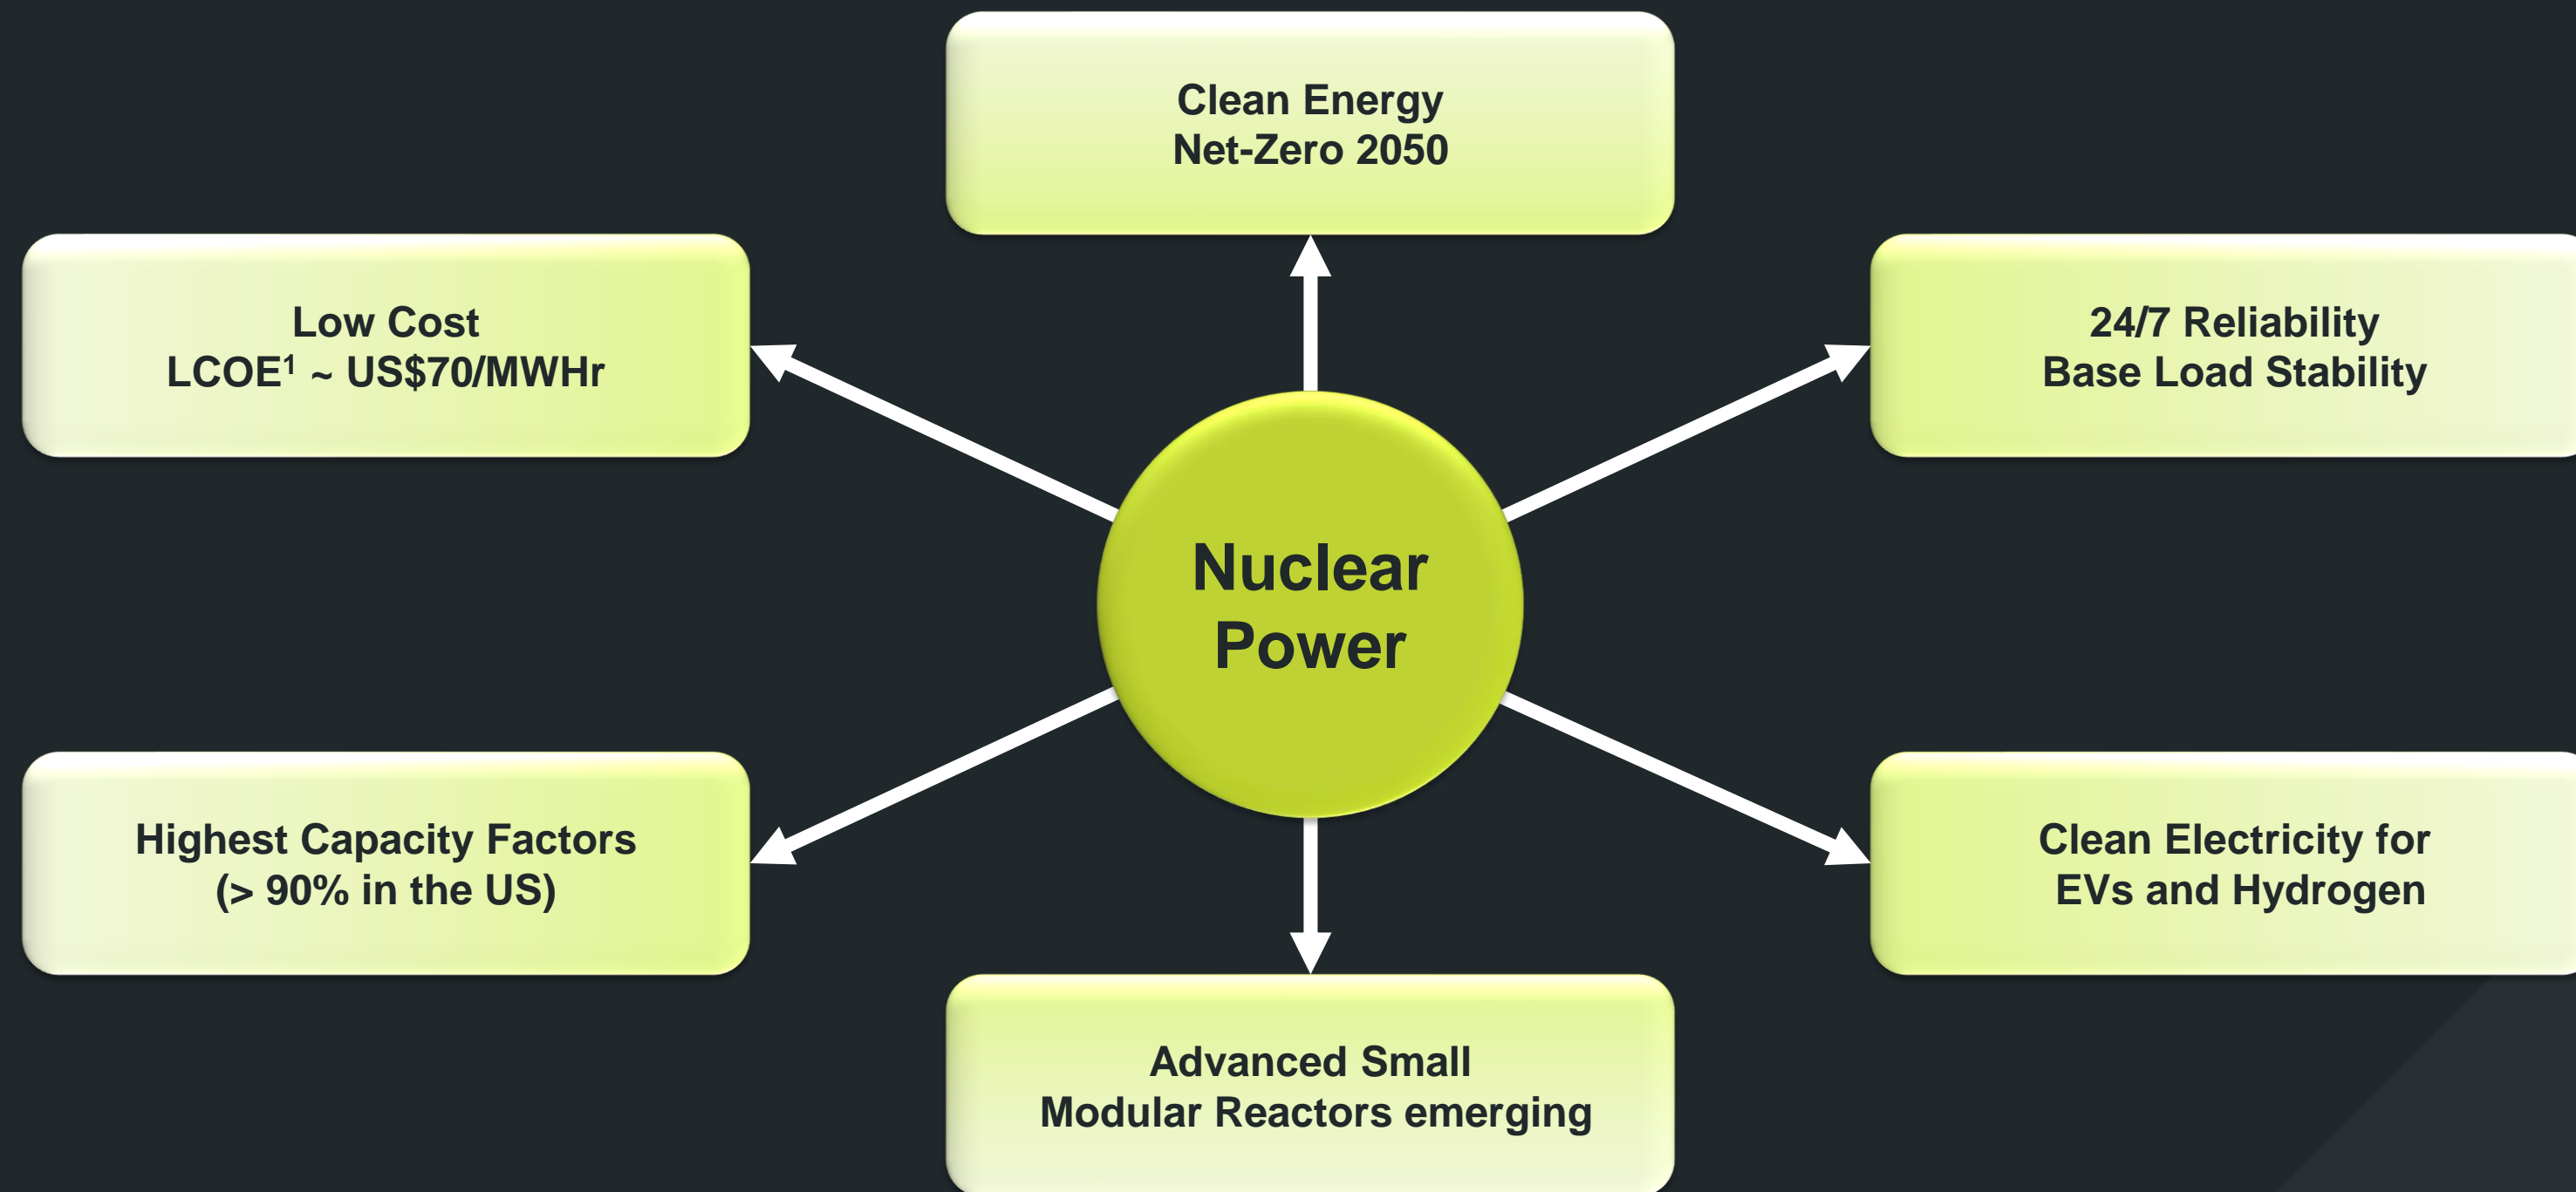 Clean Energy
Net-Zero 2050
Low Cost
LCOE¹ ~ US$70/MWHr
24/7 Reliability
Base Load Stability
Nuclear
Power
Highest Capacity Factors
(> 90% in the US)
Clean Electricity for
EVs and Hydrogen
Advanced Small
Modular Reactors emerging